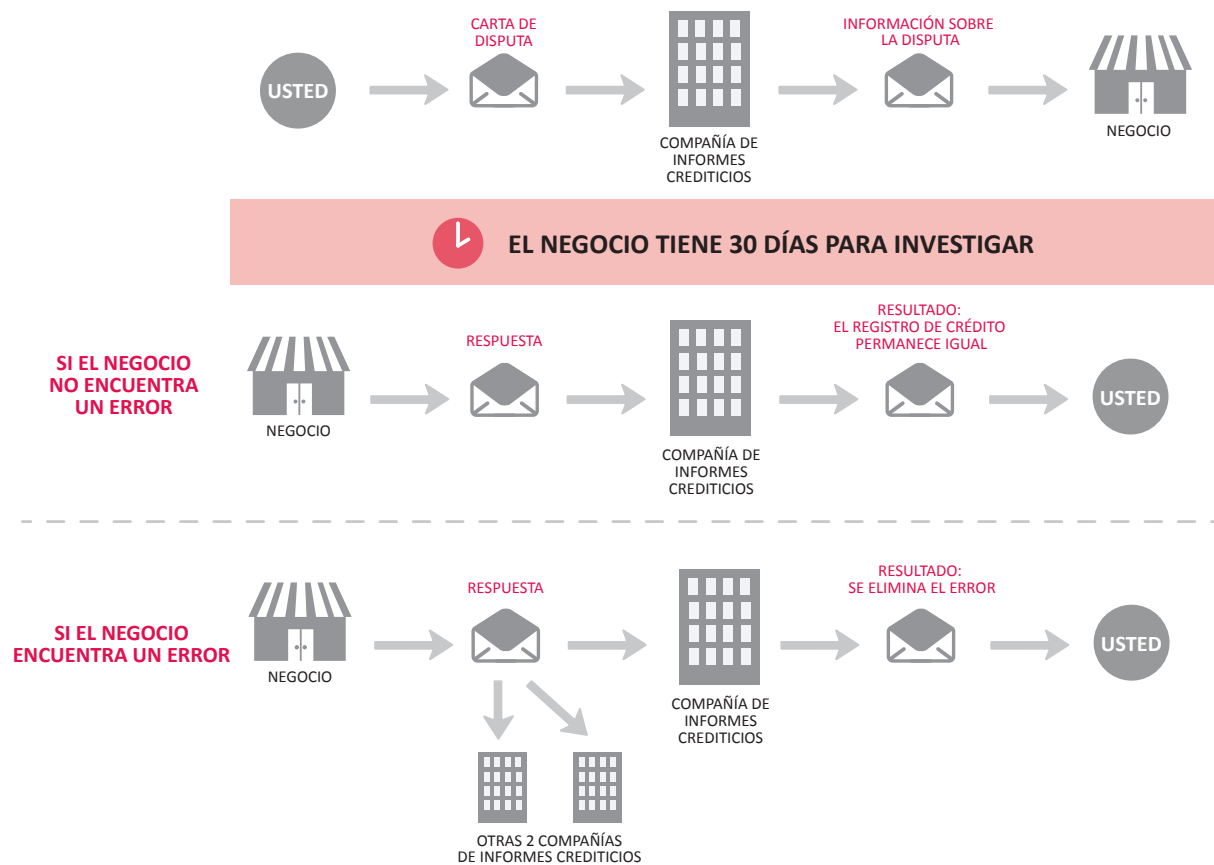 CARTA DE
DISPUTA
INFORMACIÓN SOBRE
LA DISPUTA
USTED
COMPAÑÍA DE
INFORMES
CREDITICIOS
NEGOCIO
EL NEGOCIO TIENE 30 DÍAS PARA INVESTIGAR
SI EL NEGOCIO
NO ENCUENTRA
UN ERROR
NEGOCIO
RESPUESTA
COMPAÑÍA DE
INFORMES
CREDITICIOS
RESULTADO:
EL REGISTRO DE CRÉDITO
PERMANECE IGUAL
USTED
SI EL NEGOCIO
ENCUENTRA UN ERROR
NEGOCIO
RESPUESTA
COMPAÑÍA DE
INFORMES
CREDITICIOS
RESULTADO:
SE ELIMINA EL ERROR
USTED
OTRAS 2 COMPAÑÍAS
DE INFORMES CREDITICIOS